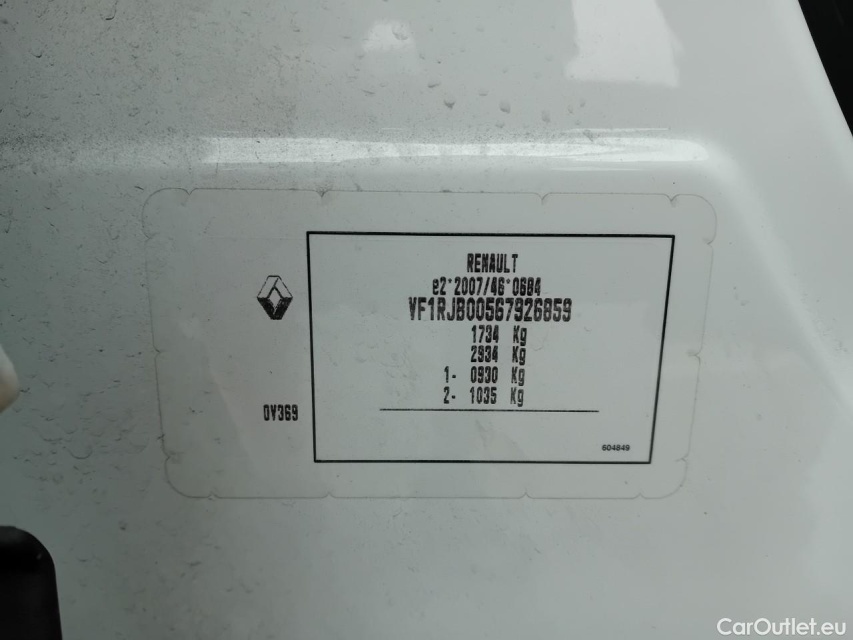 RENAULT
e2*2007/46*0684
VF1RJB00567926859
1734 Kg
2934 Kg
1- 0930 Kg
2- 1035 Kg
0V369
604849
CarOutlet.eu